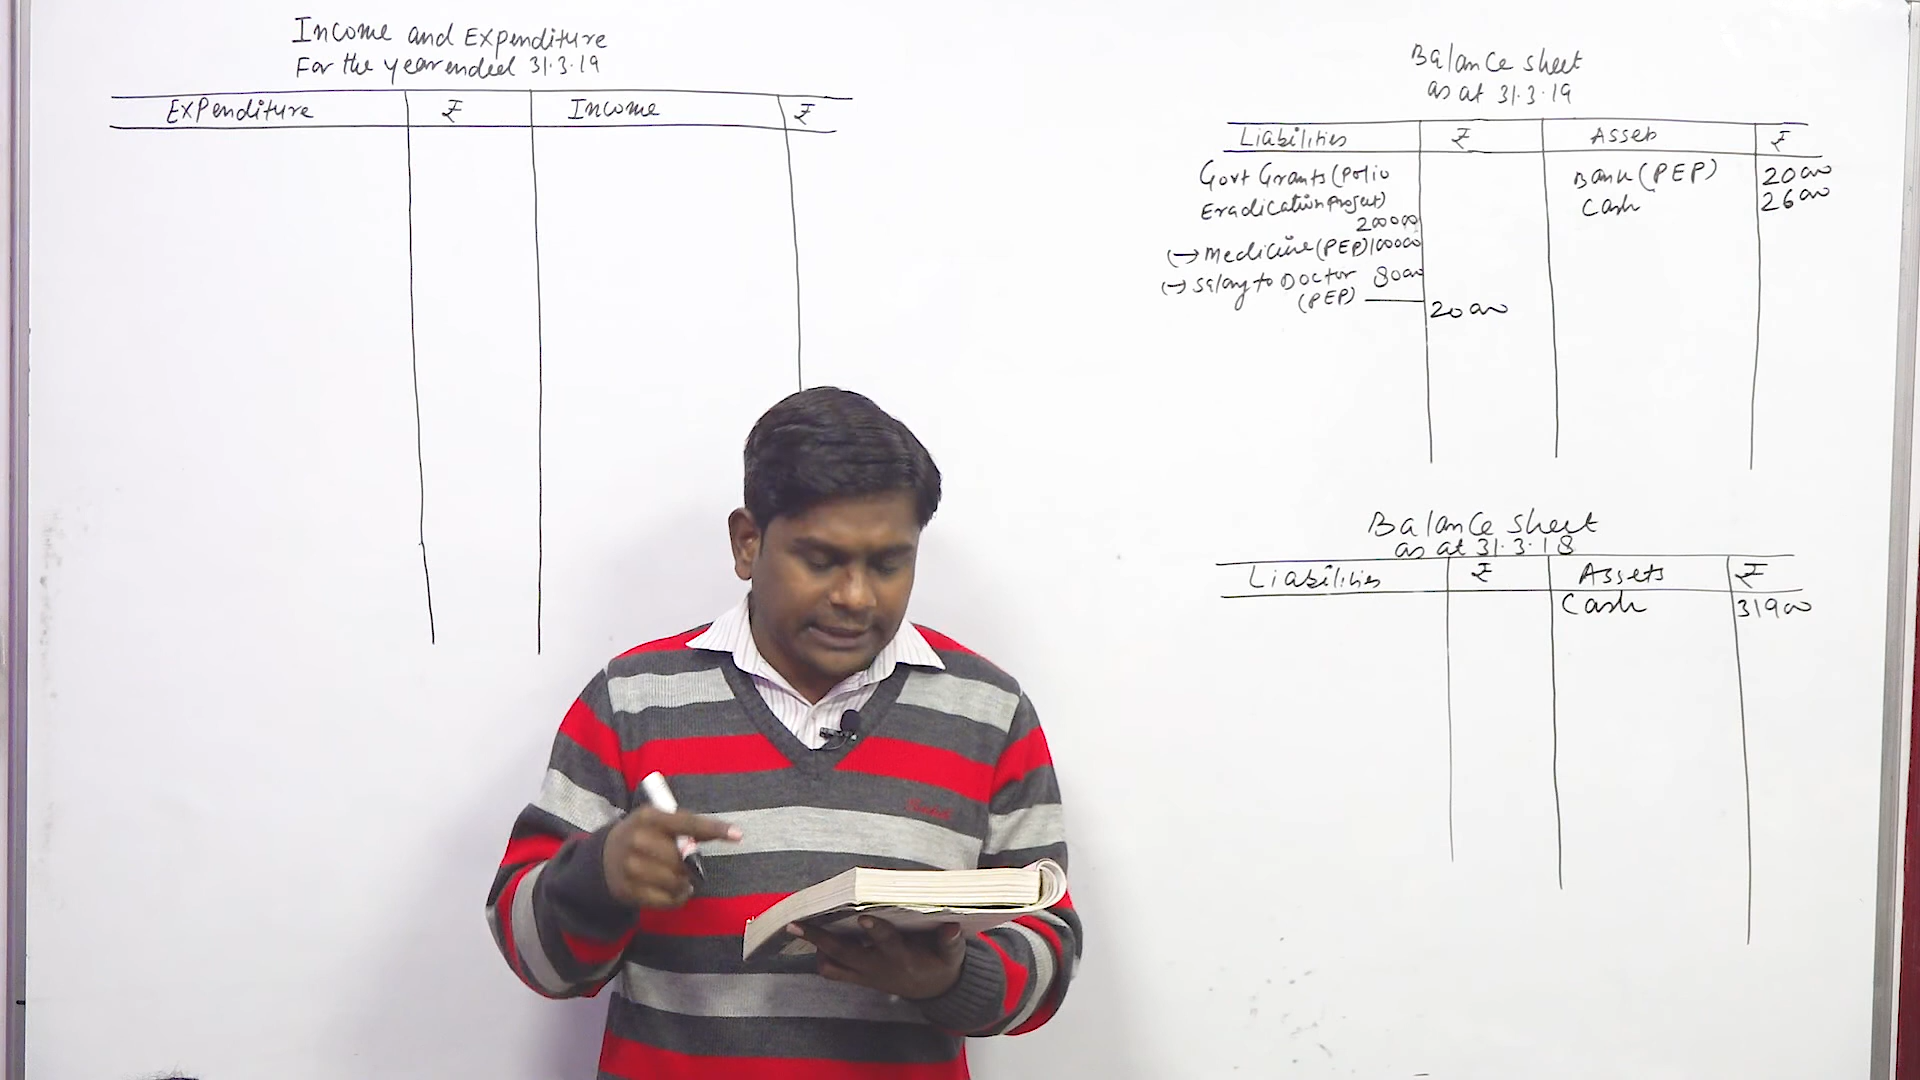 Income and Expenditure
For the year ended 31.3.19
Expenditure ₹ Income ₹
Balance sheet
as at 31.3.19
Liabilities ₹ Assets ₹
Govt Grants (Polio
Eradication Project)
200000
(-) Medicine (PEP) 100000
(-) Salary to Doctor 80000
(PEP)
20000
Bank (PEP) 20000
Cash 26000
Balance sheet
as at 31.3.18
Liabilities ₹ Assets ₹
Cash 31900